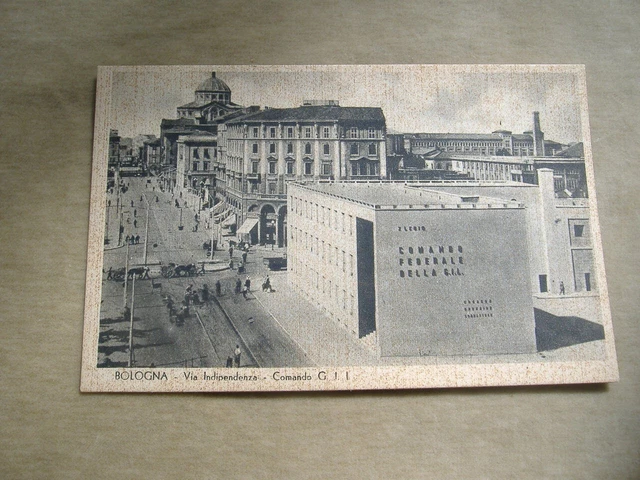 COMANDO
FEDERALE
DELLA G.I.L.
BOLOGNA - Via Indipendenza - Comando G. I. L.